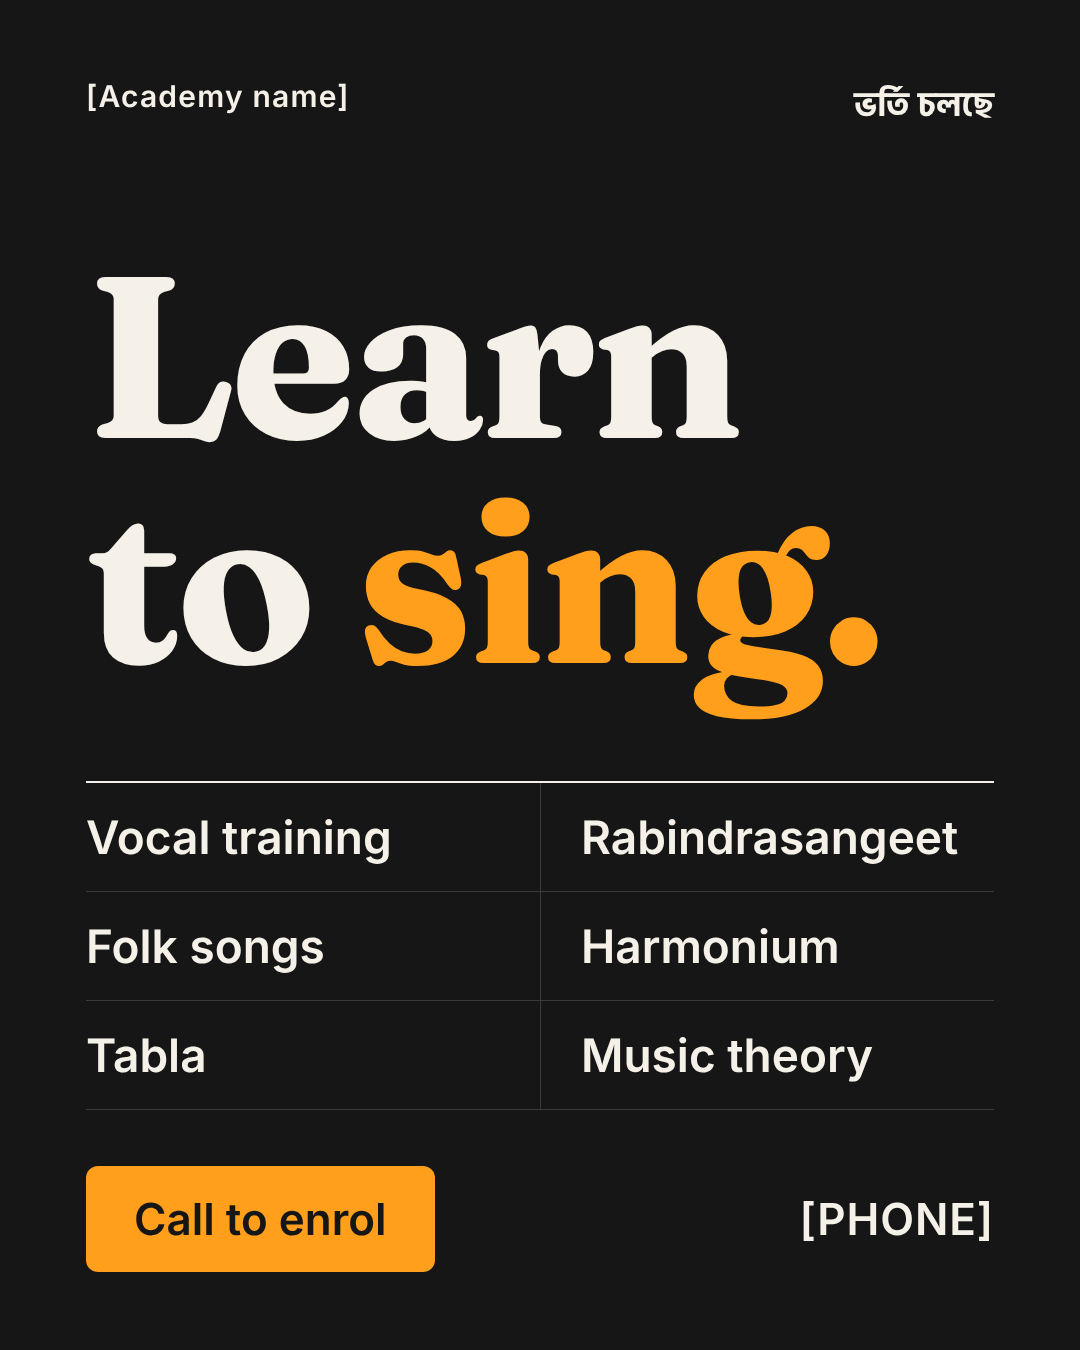 [Academy name]
ভর্তি চলছে
Learn
to sing.
Vocal training
Rabindrasangeet
Folk songs
Harmonium
Tabla
Music theory
Call to enrol
[PHONE]